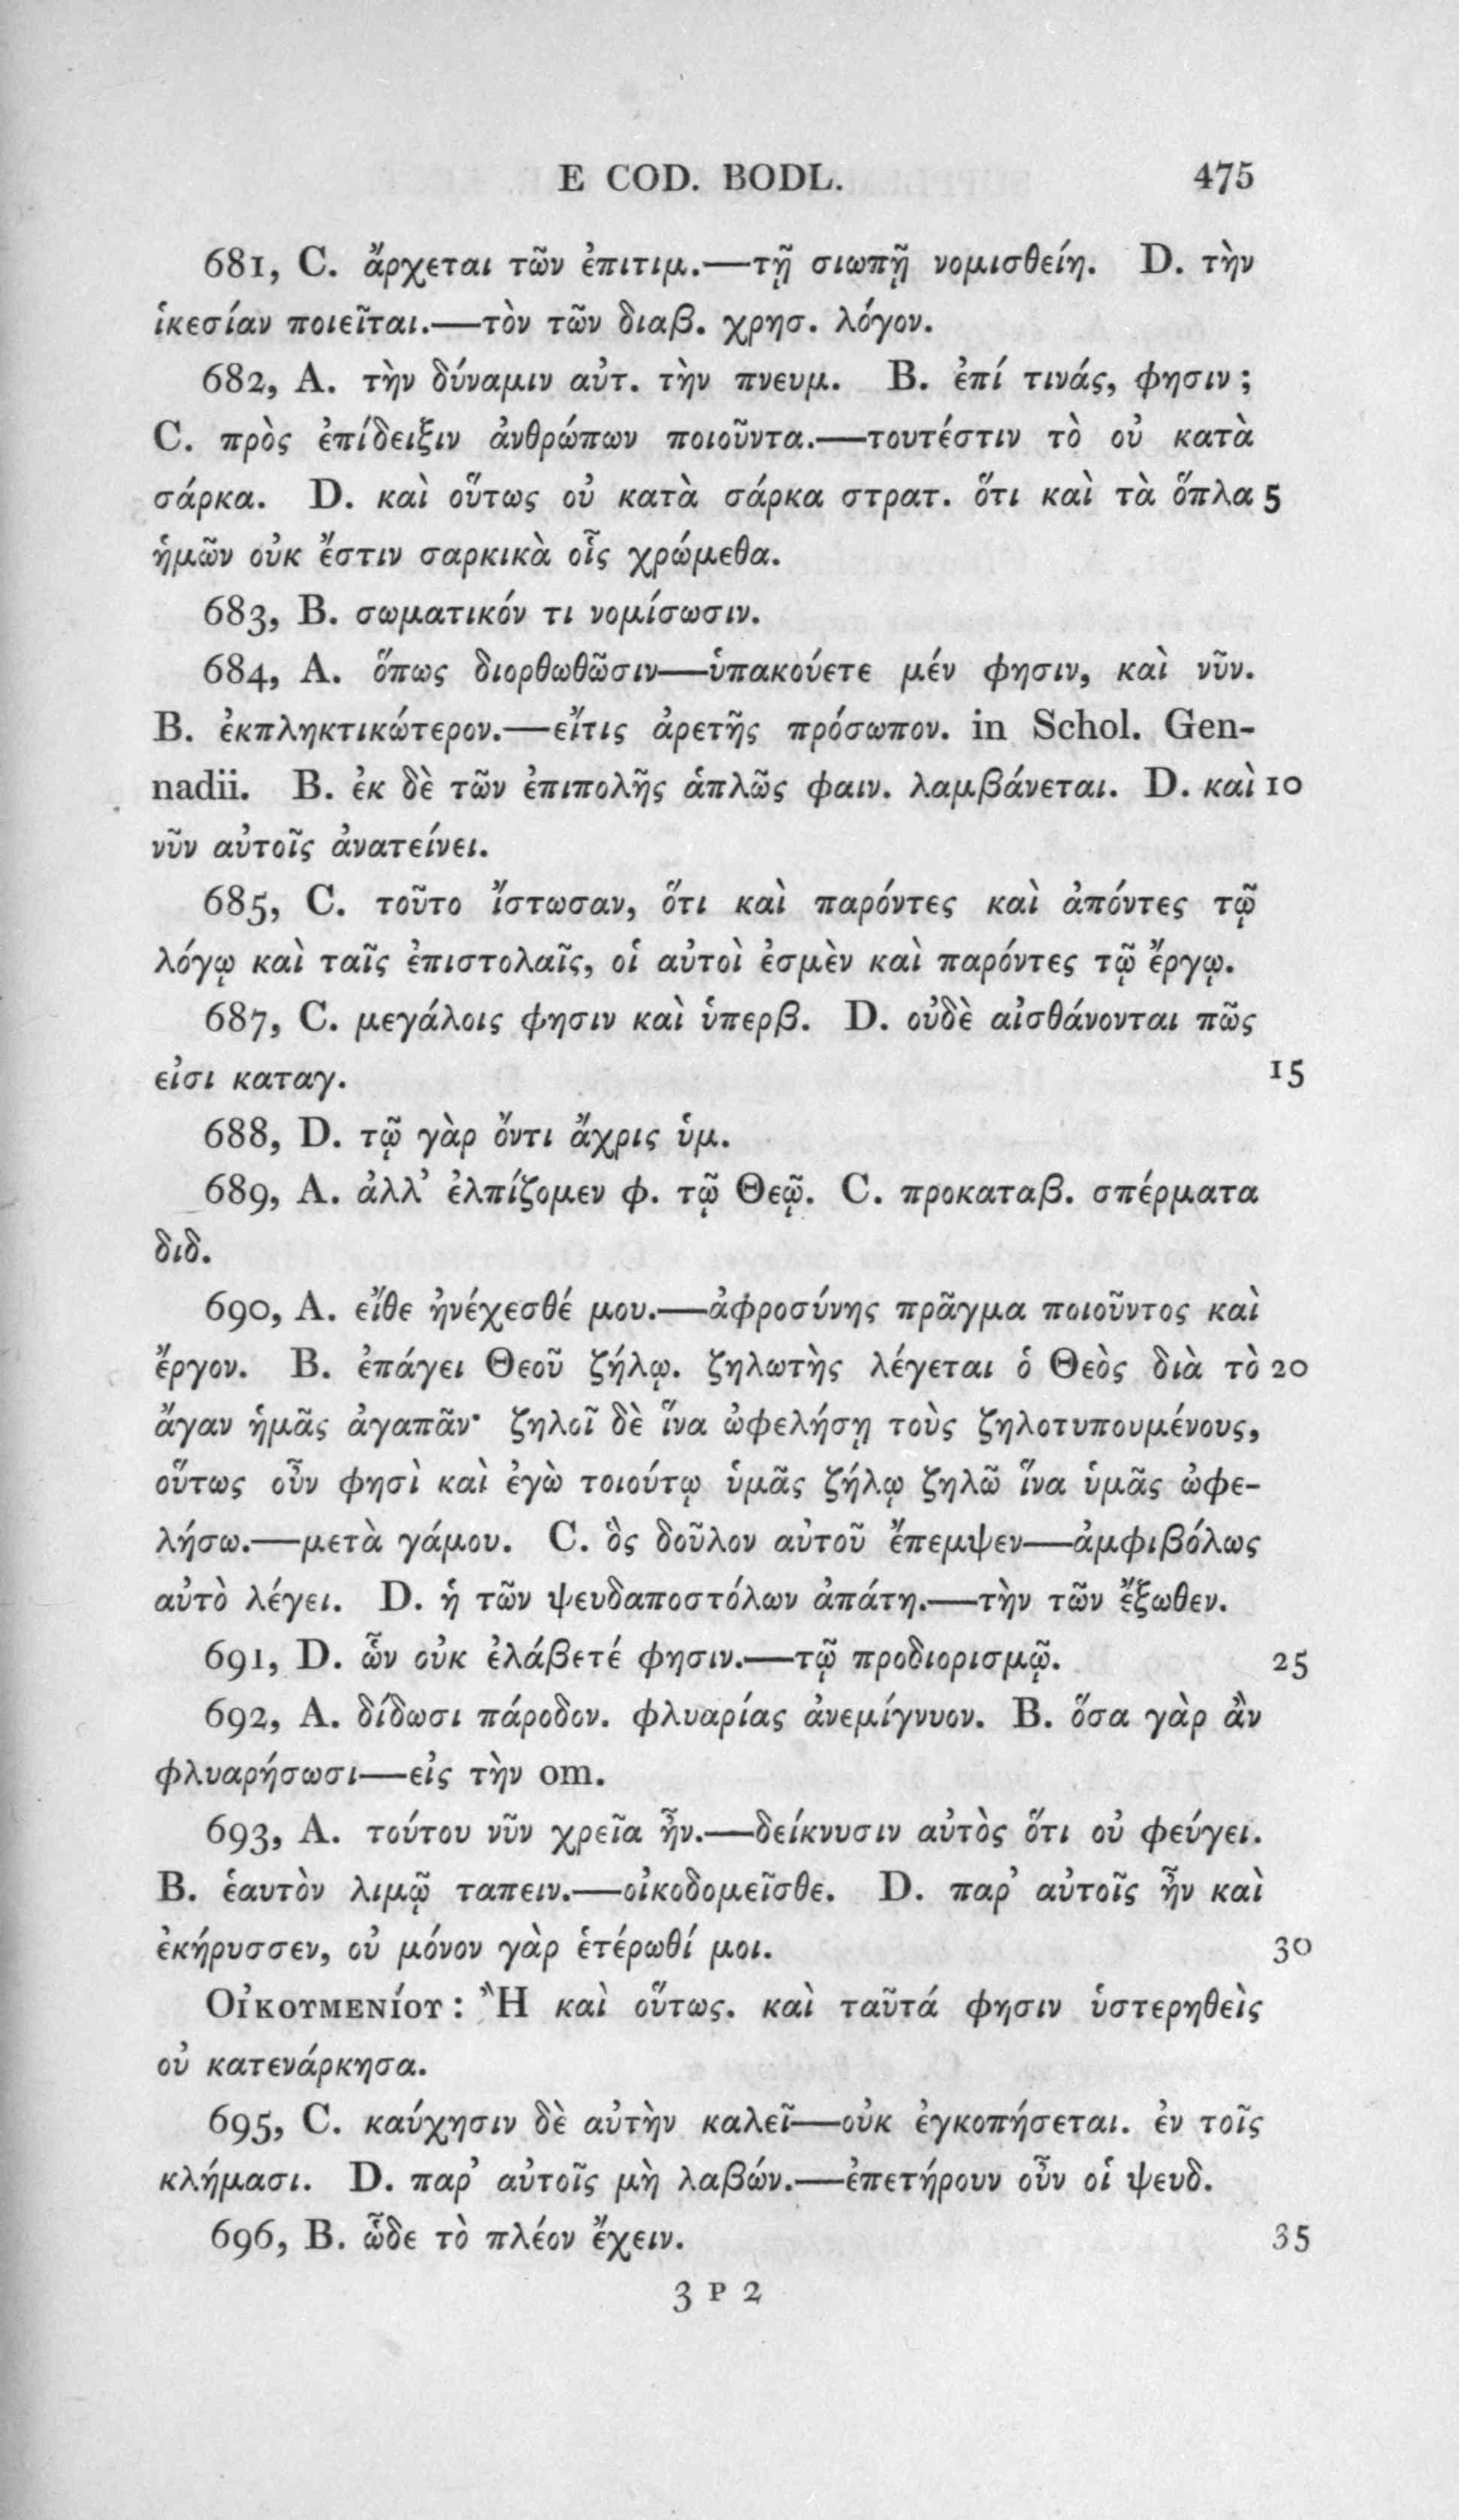 E COD. BODL. 475
681, C. ἄρχεται τῶν ἐπιτιμ.—τῇ σιωπῇ νομισθείη. D. τὴν
ἱκεσίαν ποιεῖται.—τὸν τῶν διαβ. χρησ. λόγον.
682, A. τὴν δύναμιν αὐτ. τὴν πνευμ. B. ἐπί τινάς, φησιν;
C. πρὸς ἐπίδειξιν ἀνθρώπων ποιοῦντα.—τουτέστιν τὸ οὐ κατὰ
σάρκα. D. καὶ οὕτως οὐ κατὰ σάρκα στρατ. ὅτι καὶ τὰ ὅπλα 5
ἡμῶν οὐκ ἔστιν σαρκικὰ οἷς χρώμεθα.
683, B. σωματικόν τι νομίσωσιν.
684, A. ὅπως διορθωθῶσιν—ὑπακούετε μέν φησιν, καὶ νῦν.
B. ἐκπληκτικώτερον.—εἴτις ἀρετῆς πρόσωπον. in Schol. Gen-
nadii. B. ἐκ δὲ τῶν ἐπιπολῆς ἁπλῶς φαιν. λαμβάνεται. D. καὶ 10
νῦν αὐτοῖς ἀνατείνει.
685, C. τοῦτο ἴστωσαν, ὅτι καὶ παρόντες καὶ ἀπόντες τῷ
λόγῳ καὶ ταῖς ἐπιστολαῖς, οἱ αὐτοὶ ἐσμὲν καὶ παρόντες τῷ ἔργῳ.
687, C. μεγάλοις φησιν καὶ ὑπερβ. D. οὐδὲ αἰσθάνονται πῶς
εἰσι καταγ. 15
688, D. τῷ γὰρ ὄντι ἄχρις ὑμ.
689, A. ἀλλ’ ἐλπίζομεν φ. τῷ Θεῷ. C. προκαταβ. σπέρματα
διδ.
690, A. εἴθε ἠνέχεσθέ μου.—ἀφροσύνης πρᾶγμα ποιοῦντος καὶ
ἔργον. B. ἐπάγει Θεοῦ ζήλῳ. ζηλωτὴς λέγεται ὁ Θεὸς διὰ τὸ 20
ἄγαν ἡμᾶς ἀγαπᾶν· ζηλοῖ δὲ ἵνα ὠφελήσῃ τοὺς ζηλοτυπουμένους,
οὕτως οὖν φησὶ καὶ ἐγὼ τοιούτῳ ὑμᾶς ζήλῳ ζηλῶ ἵνα ὑμᾶς ὠφε-
λήσω.—μετὰ γάμου. C. ὃς δοῦλον αὐτοῦ ἔπεμψεν—ἀμφιβόλως
αὐτὸ λέγει. D. ἡ τῶν ψευδαποστόλων ἀπάτη.—τὴν τῶν ἔξωθεν.
691, D. ὧν οὐκ ἐλάβετέ φησιν.—τῷ προδιορισμῷ. 25
692, A. δίδωσι πάροδον. φλυαρίας ἀνεμίγνυον. B. ὅσα γὰρ ἂν
φλυαρήσωσι—εἰς τὴν om.
693, A. τούτου νῦν χρεῖα ἦν.—δείκνυσιν αὐτὸς ὅτι οὐ φεύγει.
B. ἑαυτὸν λιμῷ ταπειν.—οἰκοδομεῖσθε. D. παρ’ αὐτοῖς ἦν καὶ
ἐκήρυσσεν, οὐ μόνον γὰρ ἑτέρωθί μοι. 30
ΟἸΚΟΥΜΕΝΊΟΥ: Ἢ καὶ οὕτως. καὶ ταῦτά φησιν ὑστερηθεὶς
οὐ κατενάρκησα.
695, C. καύχησιν δὲ αὐτὴν καλεῖ—οὐκ ἐγκοπήσεται. ἐν τοῖς
κλήμασι. D. παρ’ αὐτοῖς μὴ λαβών.—ἐπετήρουν οὖν οἱ ψευδ.
696, B. ὧδε τὸ πλέον ἔχειν. 35
3 P 2